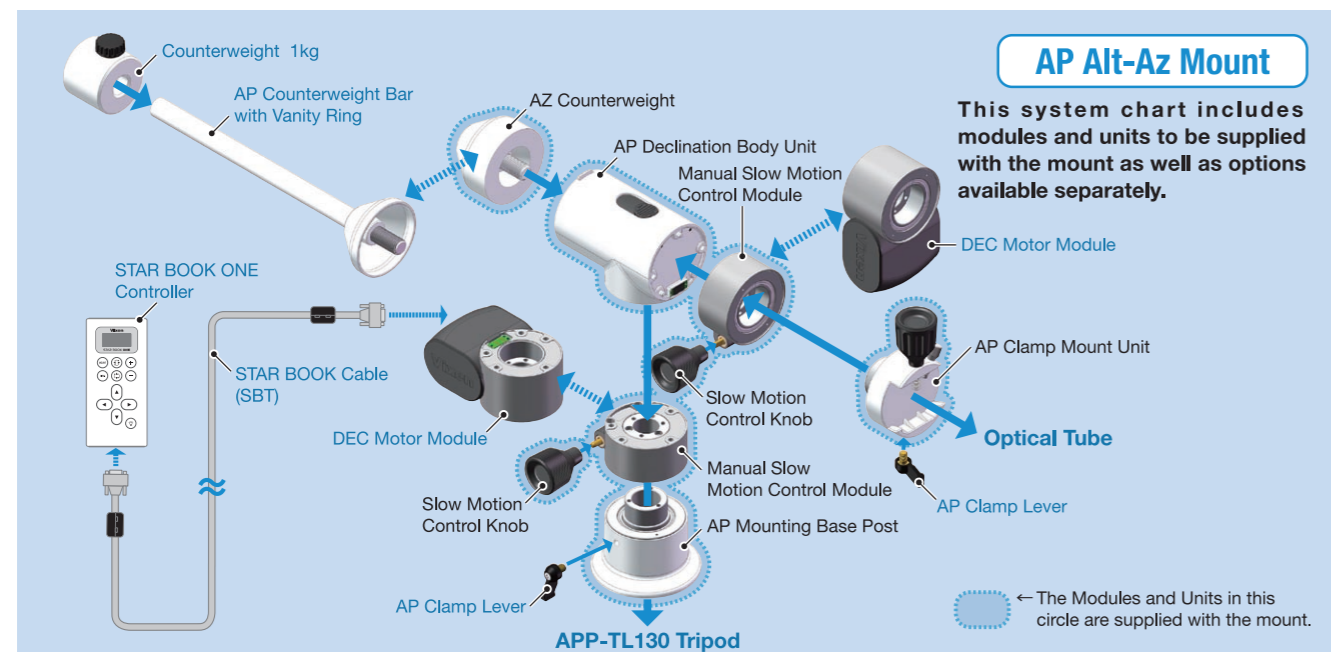 AP Alt-Az Mount
This system chart includes
modules and units to be supplied
with the mount as well as options
available separately.
Counterweight 1kg
AP Counterweight Bar
with Vanity Ring
AZ Counterweight
AP Declination Body Unit
Manual Slow Motion
Control Module
DEC Motor Module
STAR BOOK ONE
Controller
STAR BOOK Cable
(SBT)
DEC Motor Module
Slow Motion
Control Knob
AP Clamp Mount Unit
Optical Tube
AP Clamp Lever
Slow Motion
Control Knob
Manual Slow
Motion Control Module
AP Mounting Base Post
AP Clamp Lever
APP-TL130 Tripod
←The Modules and Units in this
circle are supplied with the mount.